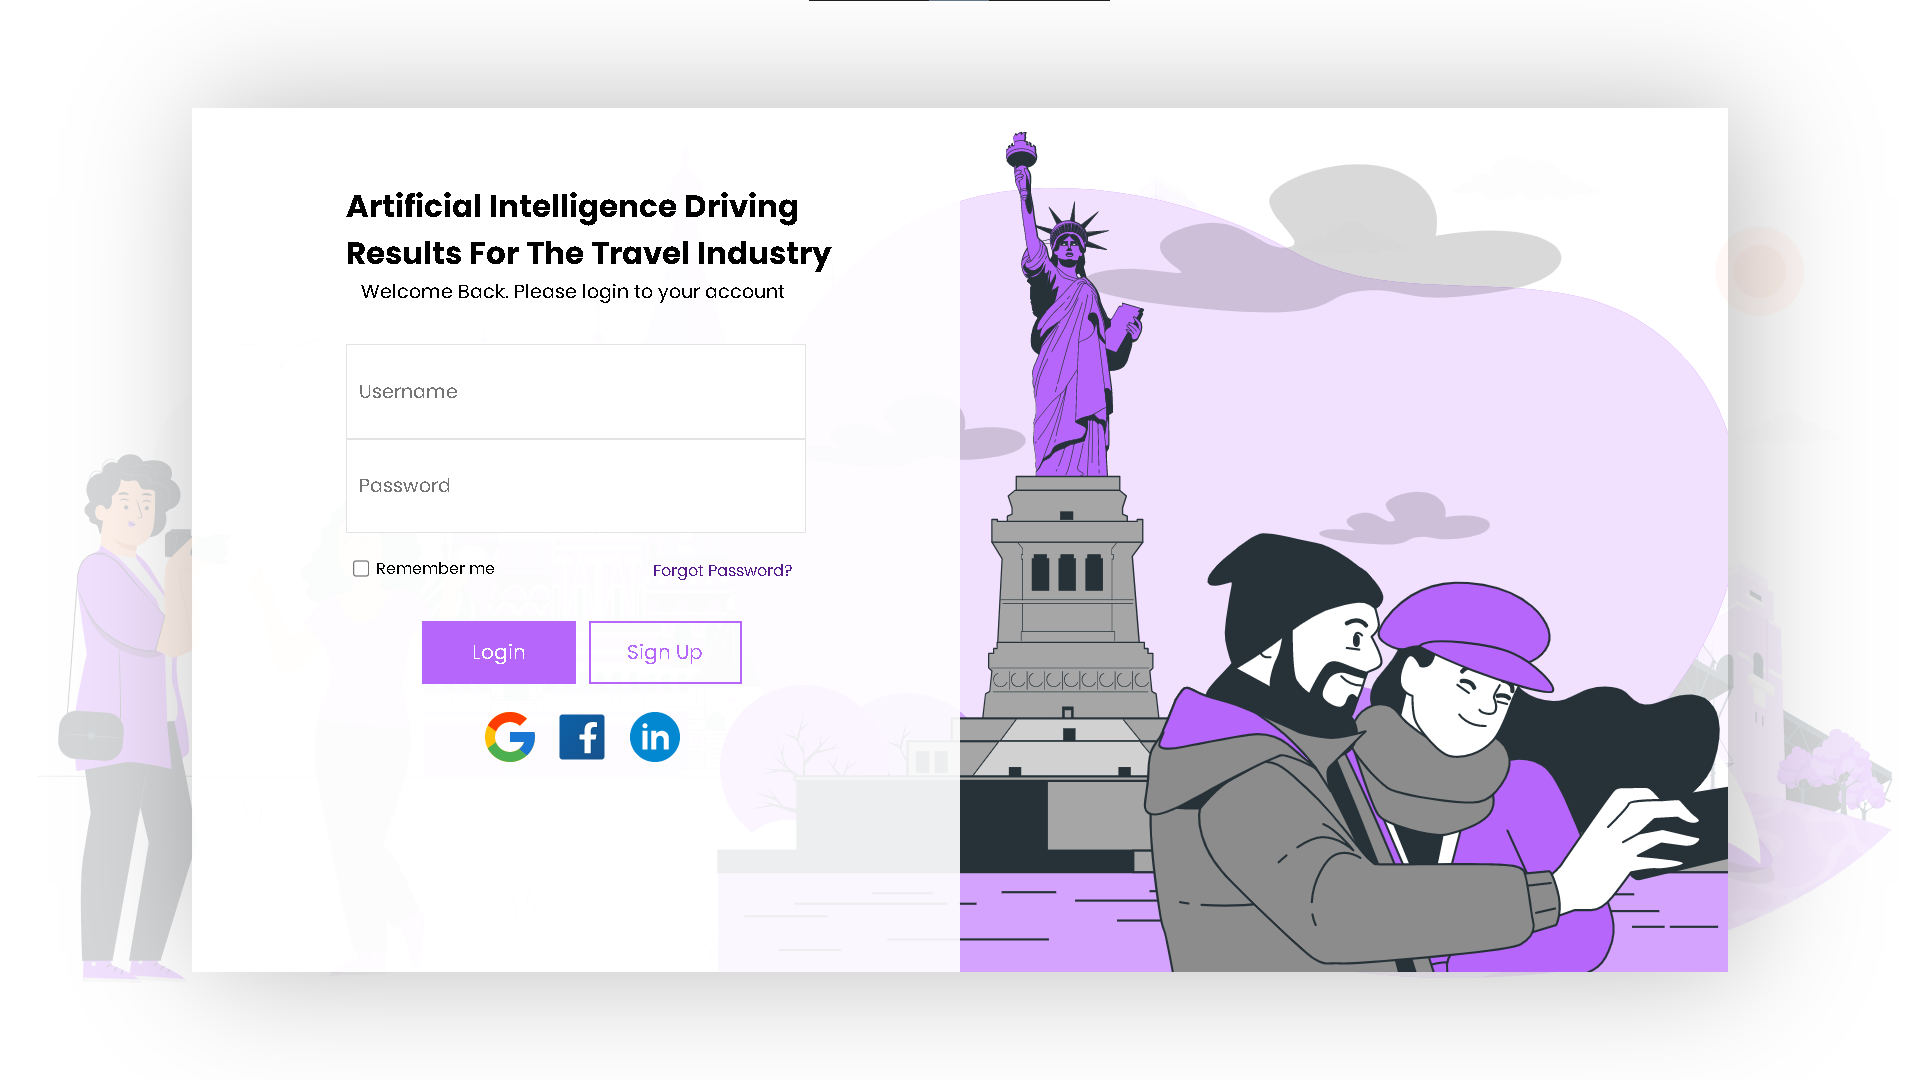 Artificial Intelligence Driving
Results For The Travel Industry
Welcome Back. Please login to your account
Username
Password
Remember me
Forgot Password?
Login
Sign Up
f
in